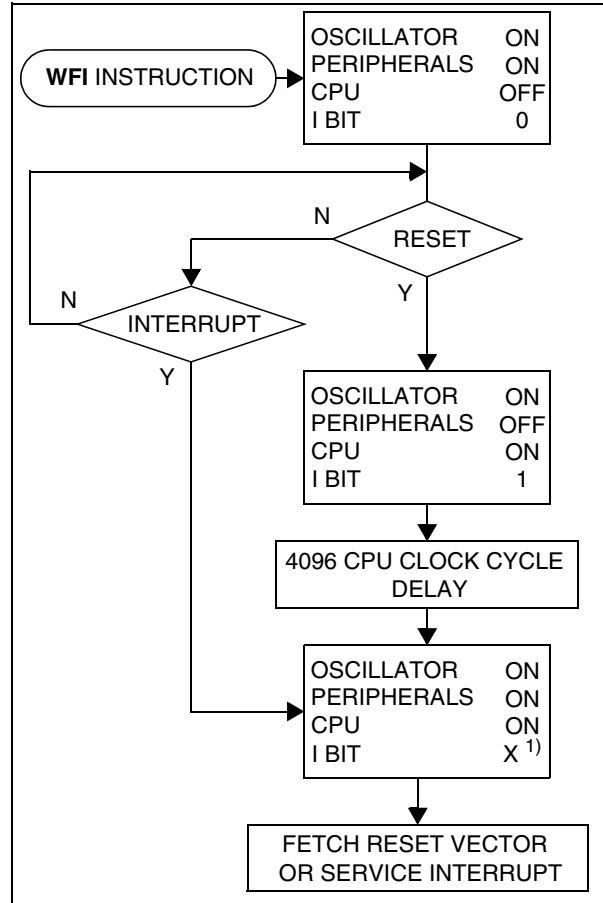 WFI INSTRUCTION
OSCILLATOR ON
PERIPHERALS ON
CPU OFF
I BIT 0
N
RESET
Y
N
INTERRUPT
Y
OSCILLATOR ON
PERIPHERALS OFF
CPU ON
I BIT 1
4096 CPU CLOCK CYCLE
DELAY
OSCILLATOR ON
PERIPHERALS ON
CPU ON
I BIT X 1)
FETCH RESET VECTOR
OR SERVICE INTERRUPT